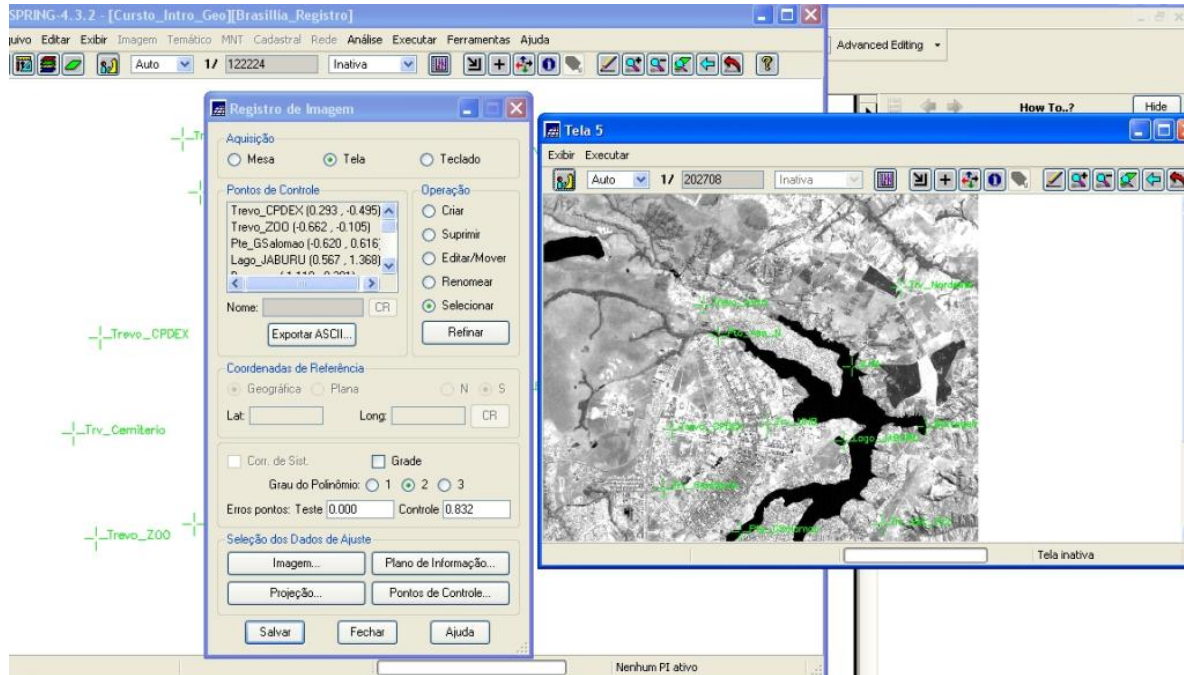 SPRING-4.3.2 - [Cursto_Intro_Geo][Brasillia_Registro]
quivo Editar Exibir Imagem Temático MNT Cadastral Rede Análise Executar Ferramentas Ajuda
Auto 1/ 122224 Inativa
Advanced Editing
How To..? Hide
Registro de Imagem
Aquisição
Mesa Tela Teclado
Pontos de Controle
Trevo_CPDEX (0.293 , -0.495)
Trevo_ZOO (-0.662 , -0.105)
Pte_GSalomao (-0.620 , 0.616)
Lago_JABURU (0.567 , 1.368)
Nome: CR
Exportar ASCII...
Operação
Criar
Suprimir
Editar/Mover
Renomear
Selecionar
Refinar
Coordenadas de Referência
Geográfica Plana N S
Lat: Long: CR
Corr. de Sist. Grade
Grau do Polinômio: 1 2 3
Erros pontos: Teste 0.000 Controle 0.832
Seleção dos Dados de Ajuste
Imagem... Plano de Informação...
Projeção... Pontos de Controle...
Salvar Fechar Ajuda
Trevo_CPDEX
Trv_Cemiterio
Trevo_ZOO
Nenhum PI ativo
Tela 5
Exibir Executar
Auto 1/ 202708 Inativa
Trevo_CPDEX
Lago_JABURU
Tela inativa